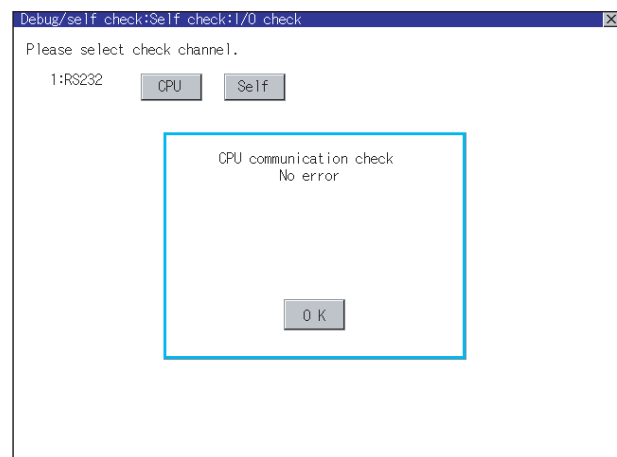 Debug/self check:Self check:I/O check
Please select check channel.
1:RS232 CPU Self
CPU communication check
No error
OK